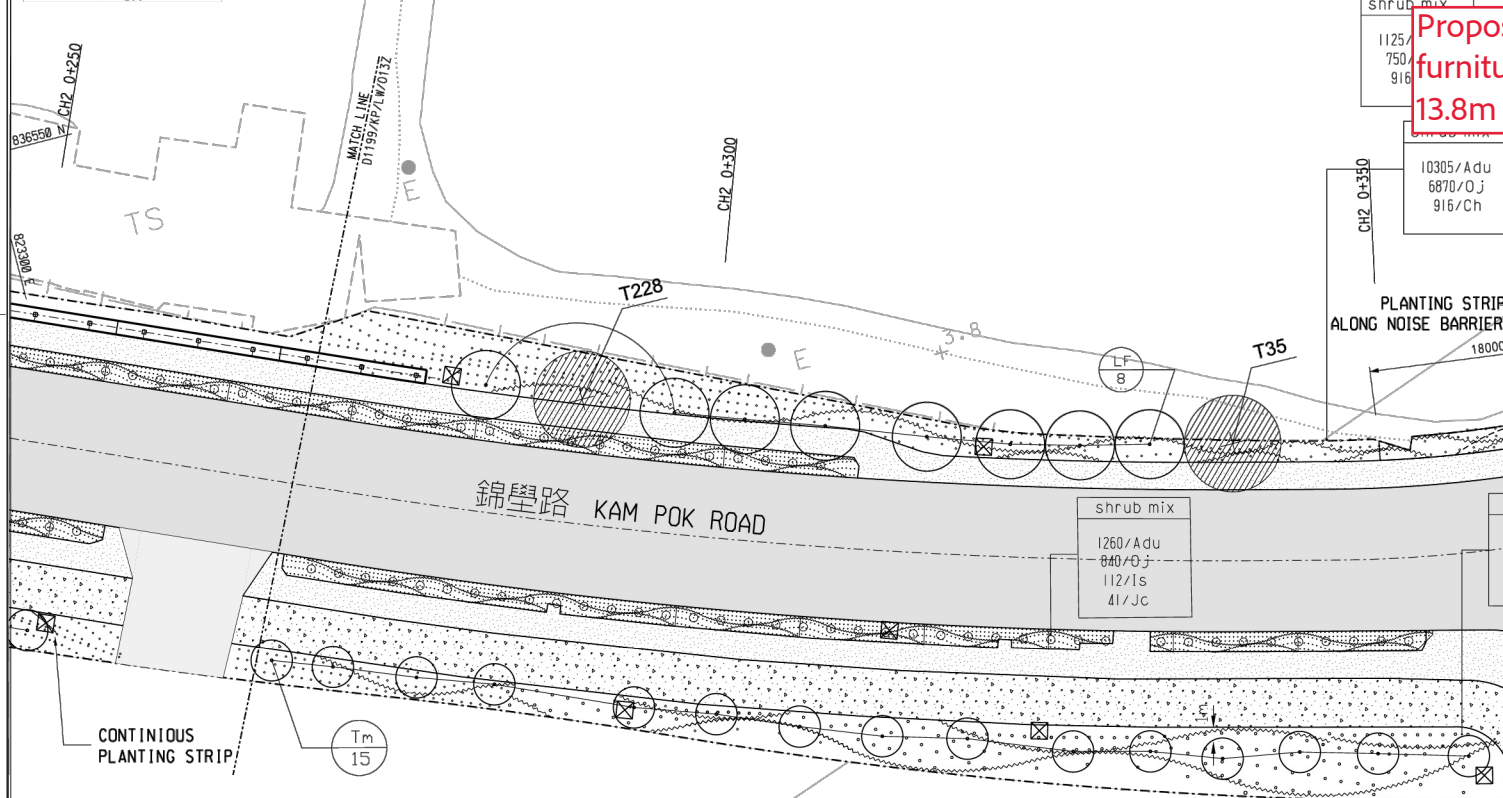 shrub mix
1125/
750/
916
Propos
furnitu
13.8m
10305/Adu
6870/Oj
916/Ch
CH2 0+250
836550 N
MATCH LINE
D1199/KP/LW/013Z
E
TS
823300 E
CH2 0+300
CH2 0+350
T228
E
3.8
LF
8
T35
PLANTING STRIP
ALONG NOISE BARRIER
18000
錦壆路 KAM POK ROAD
shrub mix
1260/Adu
840/Oj
112/Is
41/Jc
1m
CONTINIOUS
PLANTING STRIP
Tm
15